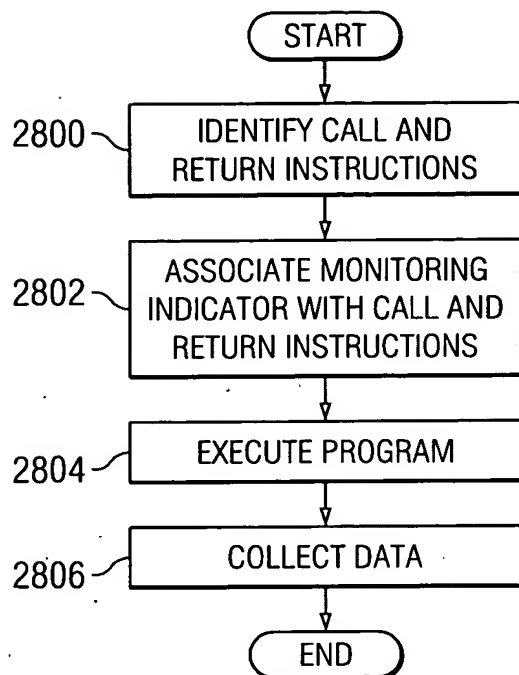 START
2800
IDENTIFY CALL AND
RETURN INSTRUCTIONS
2802
ASSOCIATE MONITORING
INDICATOR WITH CALL AND
RETURN INSTRUCTIONS
2804
EXECUTE PROGRAM
2806
COLLECT DATA
END